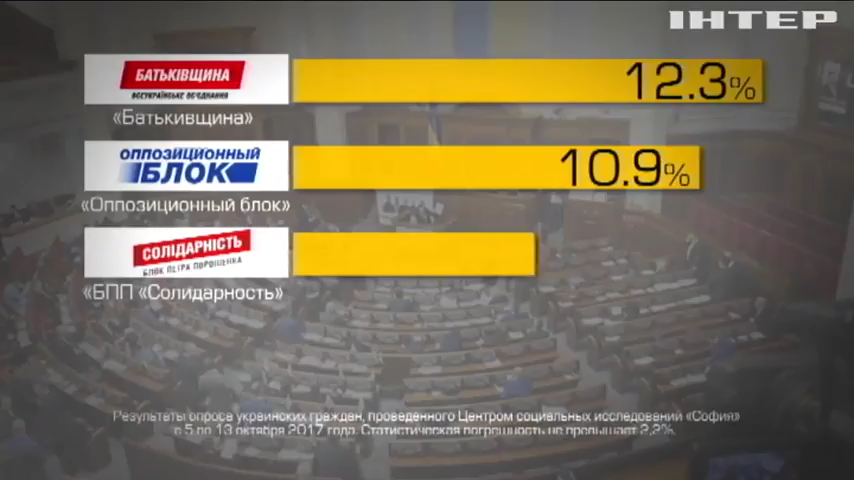 ІНТЕР
БАТЬКІВЩИНА
ВСЕУКРАЇНСЬКЕ ОБ'ЄДНАННЯ
12.3%
«Батькивщина»
ОППОЗИЦИОННЫЙ
БЛОК
10.9%
«Оппозиционный блок»
СОЛІДАРНІСТЬ
БЛОК ПЕТРА ПОРОШЕНКА
«БПП «Солидарность»
Результаты опроса украинских граждан, проведенного Центром социальных исследований «София»
с 5 по 13 октября 2017 года. Статистическая погрешность не превышает 2,2%.